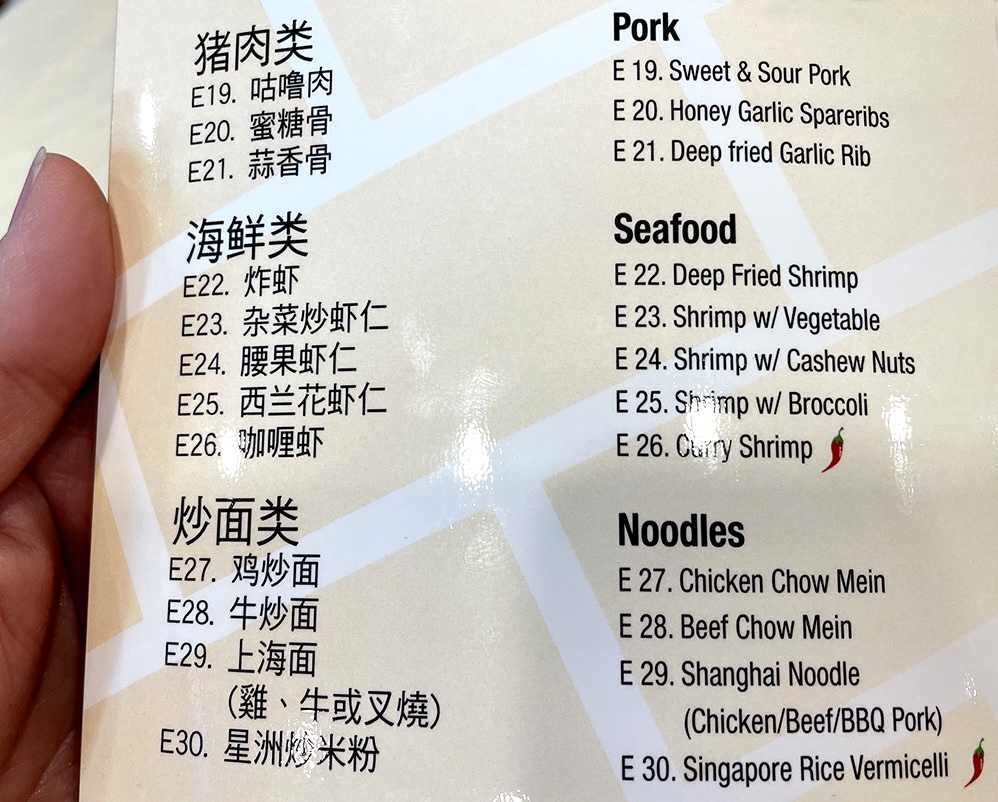 猪肉类
E19. 咕噜肉
E20. 蜜糖骨
E21. 蒜香骨
海鲜类
E22. 炸虾
E23. 杂菜炒虾仁
E24. 腰果虾仁
E25. 西兰花虾仁
E26. 咖喱虾
炒面类
E27. 鸡炒面
E28. 牛炒面
E29. 上海面
(雞、牛或叉燒)
E30. 星洲炒米粉
Pork
E 19. Sweet & Sour Pork
E 20. Honey Garlic Spareribs
E 21. Deep fried Garlic Rib
Seafood
E 22. Deep Fried Shrimp
E 23. Shrimp w/ Vegetable
E 24. Shrimp w/ Cashew Nuts
E 25. Shrimp w/ Broccoli
E 26. Curry Shrimp
Noodles
E 27. Chicken Chow Mein
E 28. Beef Chow Mein
E 29. Shanghai Noodle
(Chicken/Beef/BBQ Pork)
E 30. Singapore Rice Vermicelli